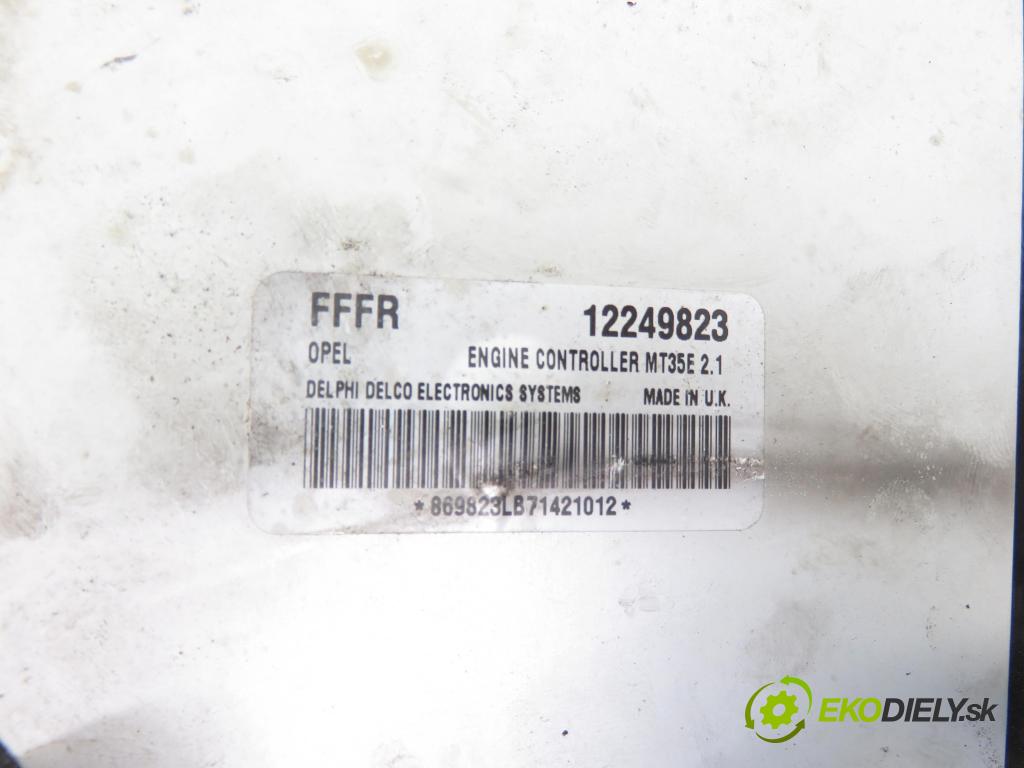 FFFR 12249823
OPEL ENGINE CONTROLLER MT35E 2.1
DELPHI DELCO ELECTRONICS SYSTEMS MADE IN U.K.
*869823LB71421012*
EKODIELY.sk